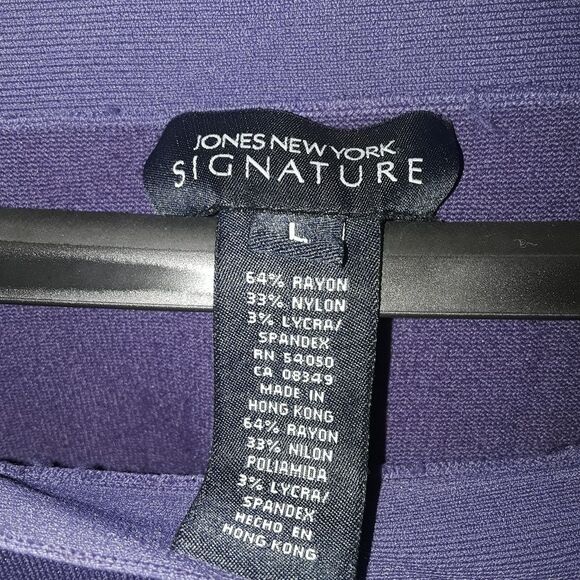 JONES NEW YORK
SIGNATURE
L
64% RAYON
33% NYLON
3% LYCRA/
SPANDEX
RN 54050
CA 08349
MADE IN
HONG KONG
64% RAYON
33% NILON
POLIAMIDA
3% LYCRA/
SPANDEX
HECHO EN
HONG KONG